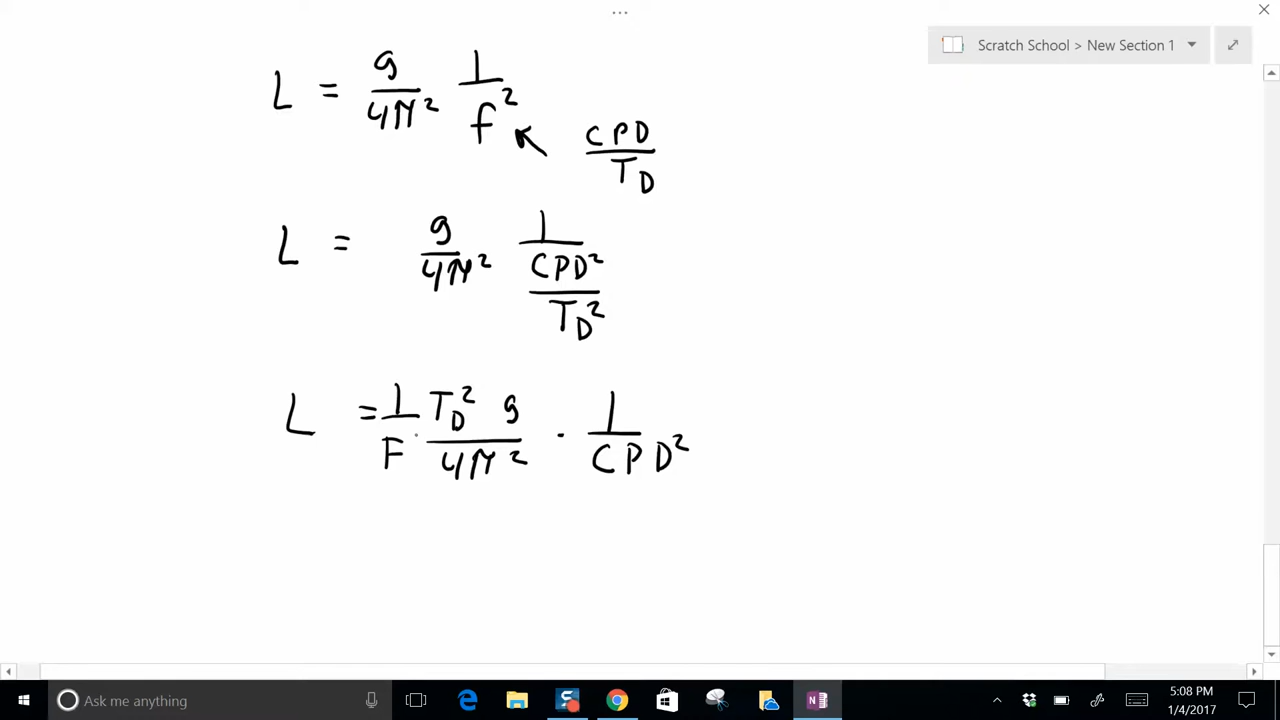 ...
Scratch School > New Section 1
L = g/4π² 1/f²
CPD/T_D
L = g/4π² 1/(CPD²/T_D²)
L = 1/F · T_D² g/4π² · 1/CPD²
Ask me anything
5:08 PM
1/4/2017